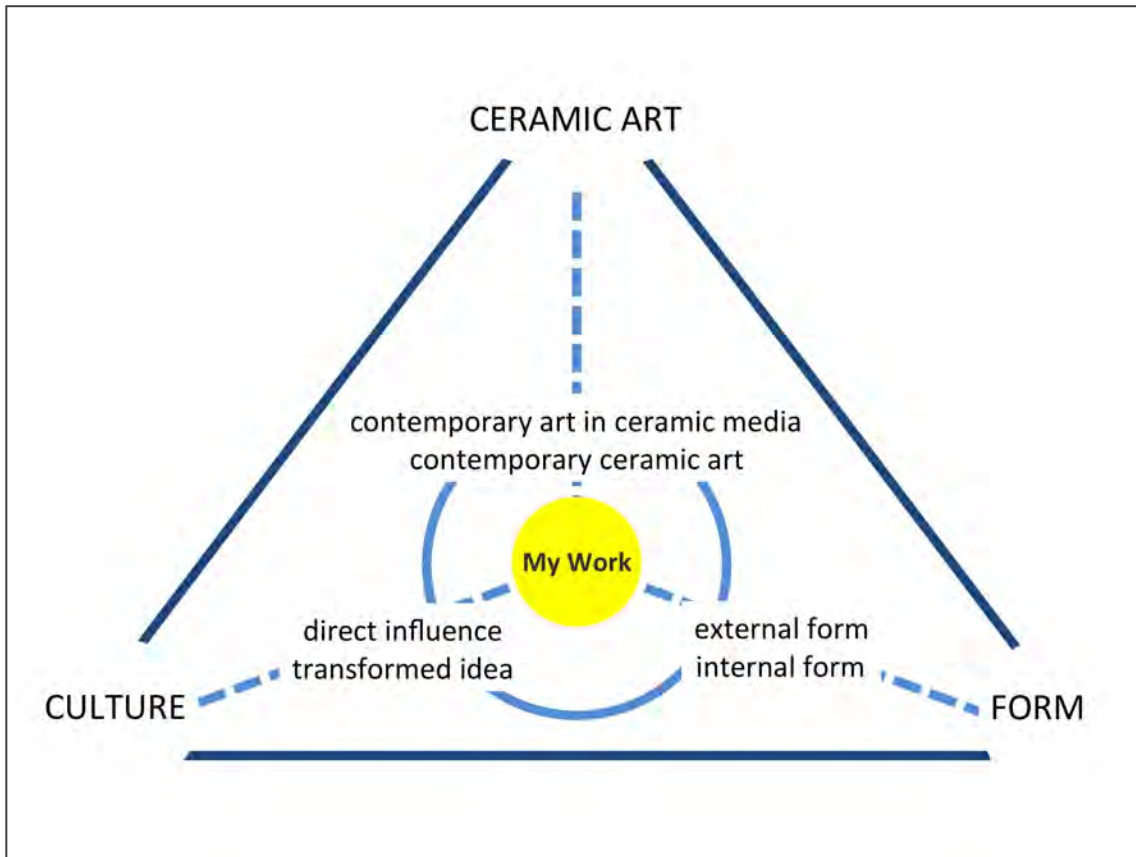 CERAMIC ART
contemporary art in ceramic media
contemporary ceramic art
My Work
direct influence
transformed idea
external form
internal form
CULTURE
FORM